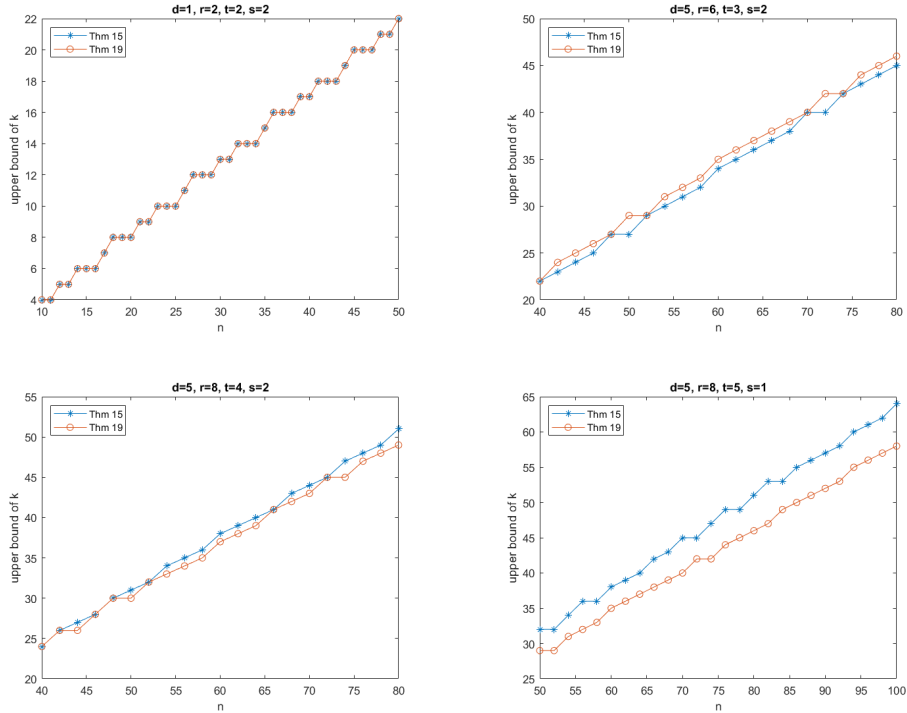 d=1, r=2, t=2, s=2
Thm 15
Thm 19
upper bound of k
22
20
18
16
14
12
10
8
6
4
10 15 20 25 30 35 40 45 50
n
d=5, r=6, t=3, s=2
Thm 15
Thm 19
upper bound of k
50
45
40
35
30
25
20
40 45 50 55 60 65 70 75 80
n
d=5, r=8, t=4, s=2
Thm 15
Thm 19
upper bound of k
55
50
45
40
35
30
25
20
40 45 50 55 60 65 70 75 80
n
d=5, r=8, t=5, s=1
Thm 15
Thm 19
upper bound of k
65
60
55
50
45
40
35
30
25
50 55 60 65 70 75 80 85 90 95 100
n